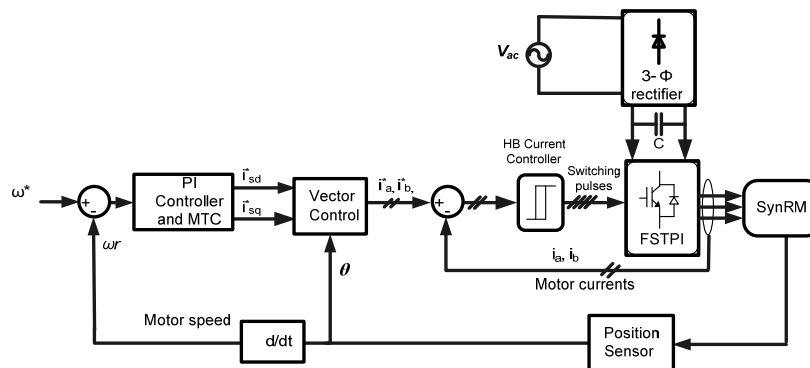 V_ac
3- Φ
rectifier
C
HB Current
Controller
Switching
pulses
FSTPI
SynRM
ω*
+
-
ωr
PI
Controller
and MTC
i*sd
i*sq
Vector
Control
i*a, i*b,
+
-
ia, ib
Motor currents
θ
Motor speed
d/dt
Position
Sensor